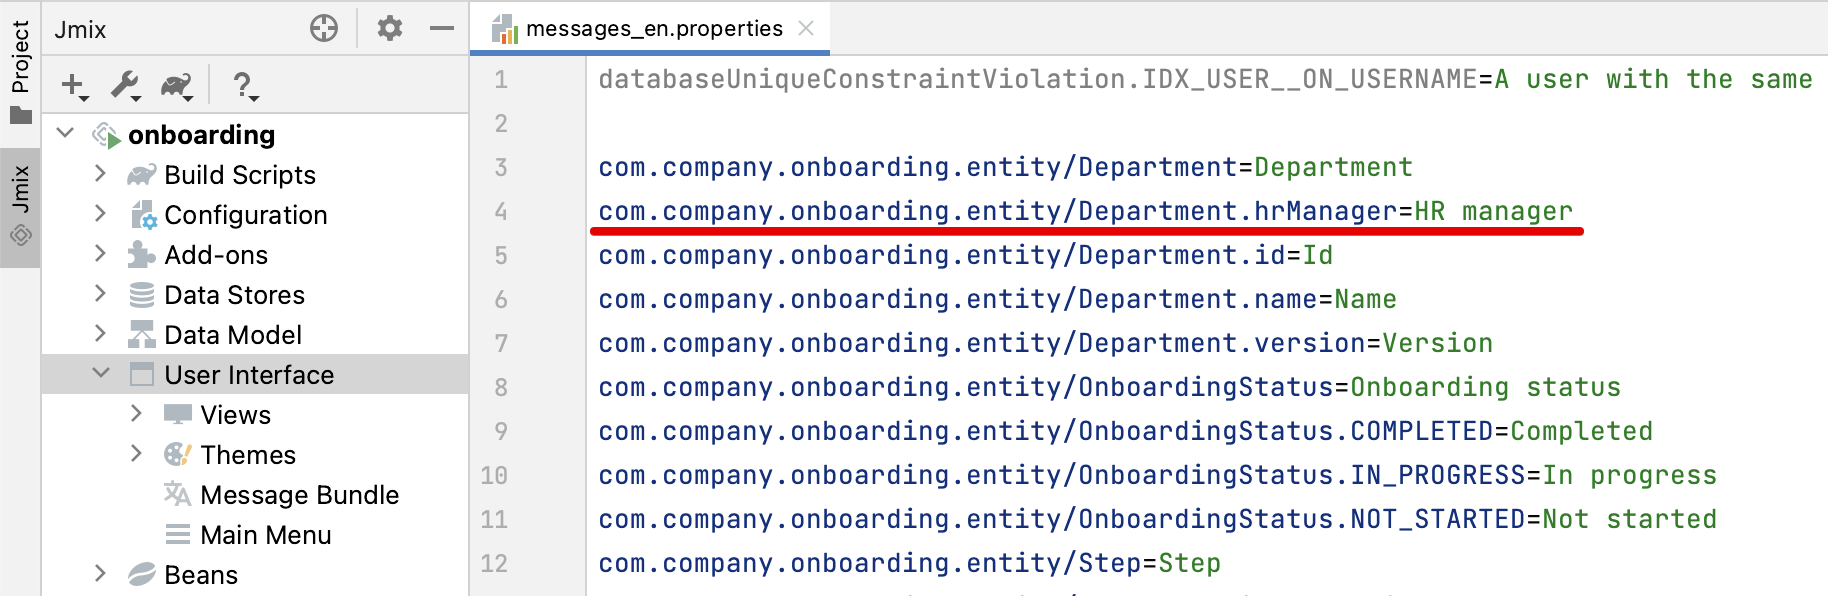 Project
Jmix
Jmix
?
onboarding
Build Scripts
Configuration
Add-ons
Data Stores
Data Model
User Interface
Views
Themes
Message Bundle
Main Menu
Beans
messages_en.properties
1 databaseUniqueConstraintViolation.IDX_USER__ON_USERNAME=A user with the same
2
3 com.company.onboarding.entity/Department=Department
4 com.company.onboarding.entity/Department.hrManager=HR manager
5 com.company.onboarding.entity/Department.id=Id
6 com.company.onboarding.entity/Department.name=Name
7 com.company.onboarding.entity/Department.version=Version
8 com.company.onboarding.entity/OnboardingStatus=Onboarding status
9 com.company.onboarding.entity/OnboardingStatus.COMPLETED=Completed
10 com.company.onboarding.entity/OnboardingStatus.IN_PROGRESS=In progress
11 com.company.onboarding.entity/OnboardingStatus.NOT_STARTED=Not started
12 com.company.onboarding.entity/Step=Step